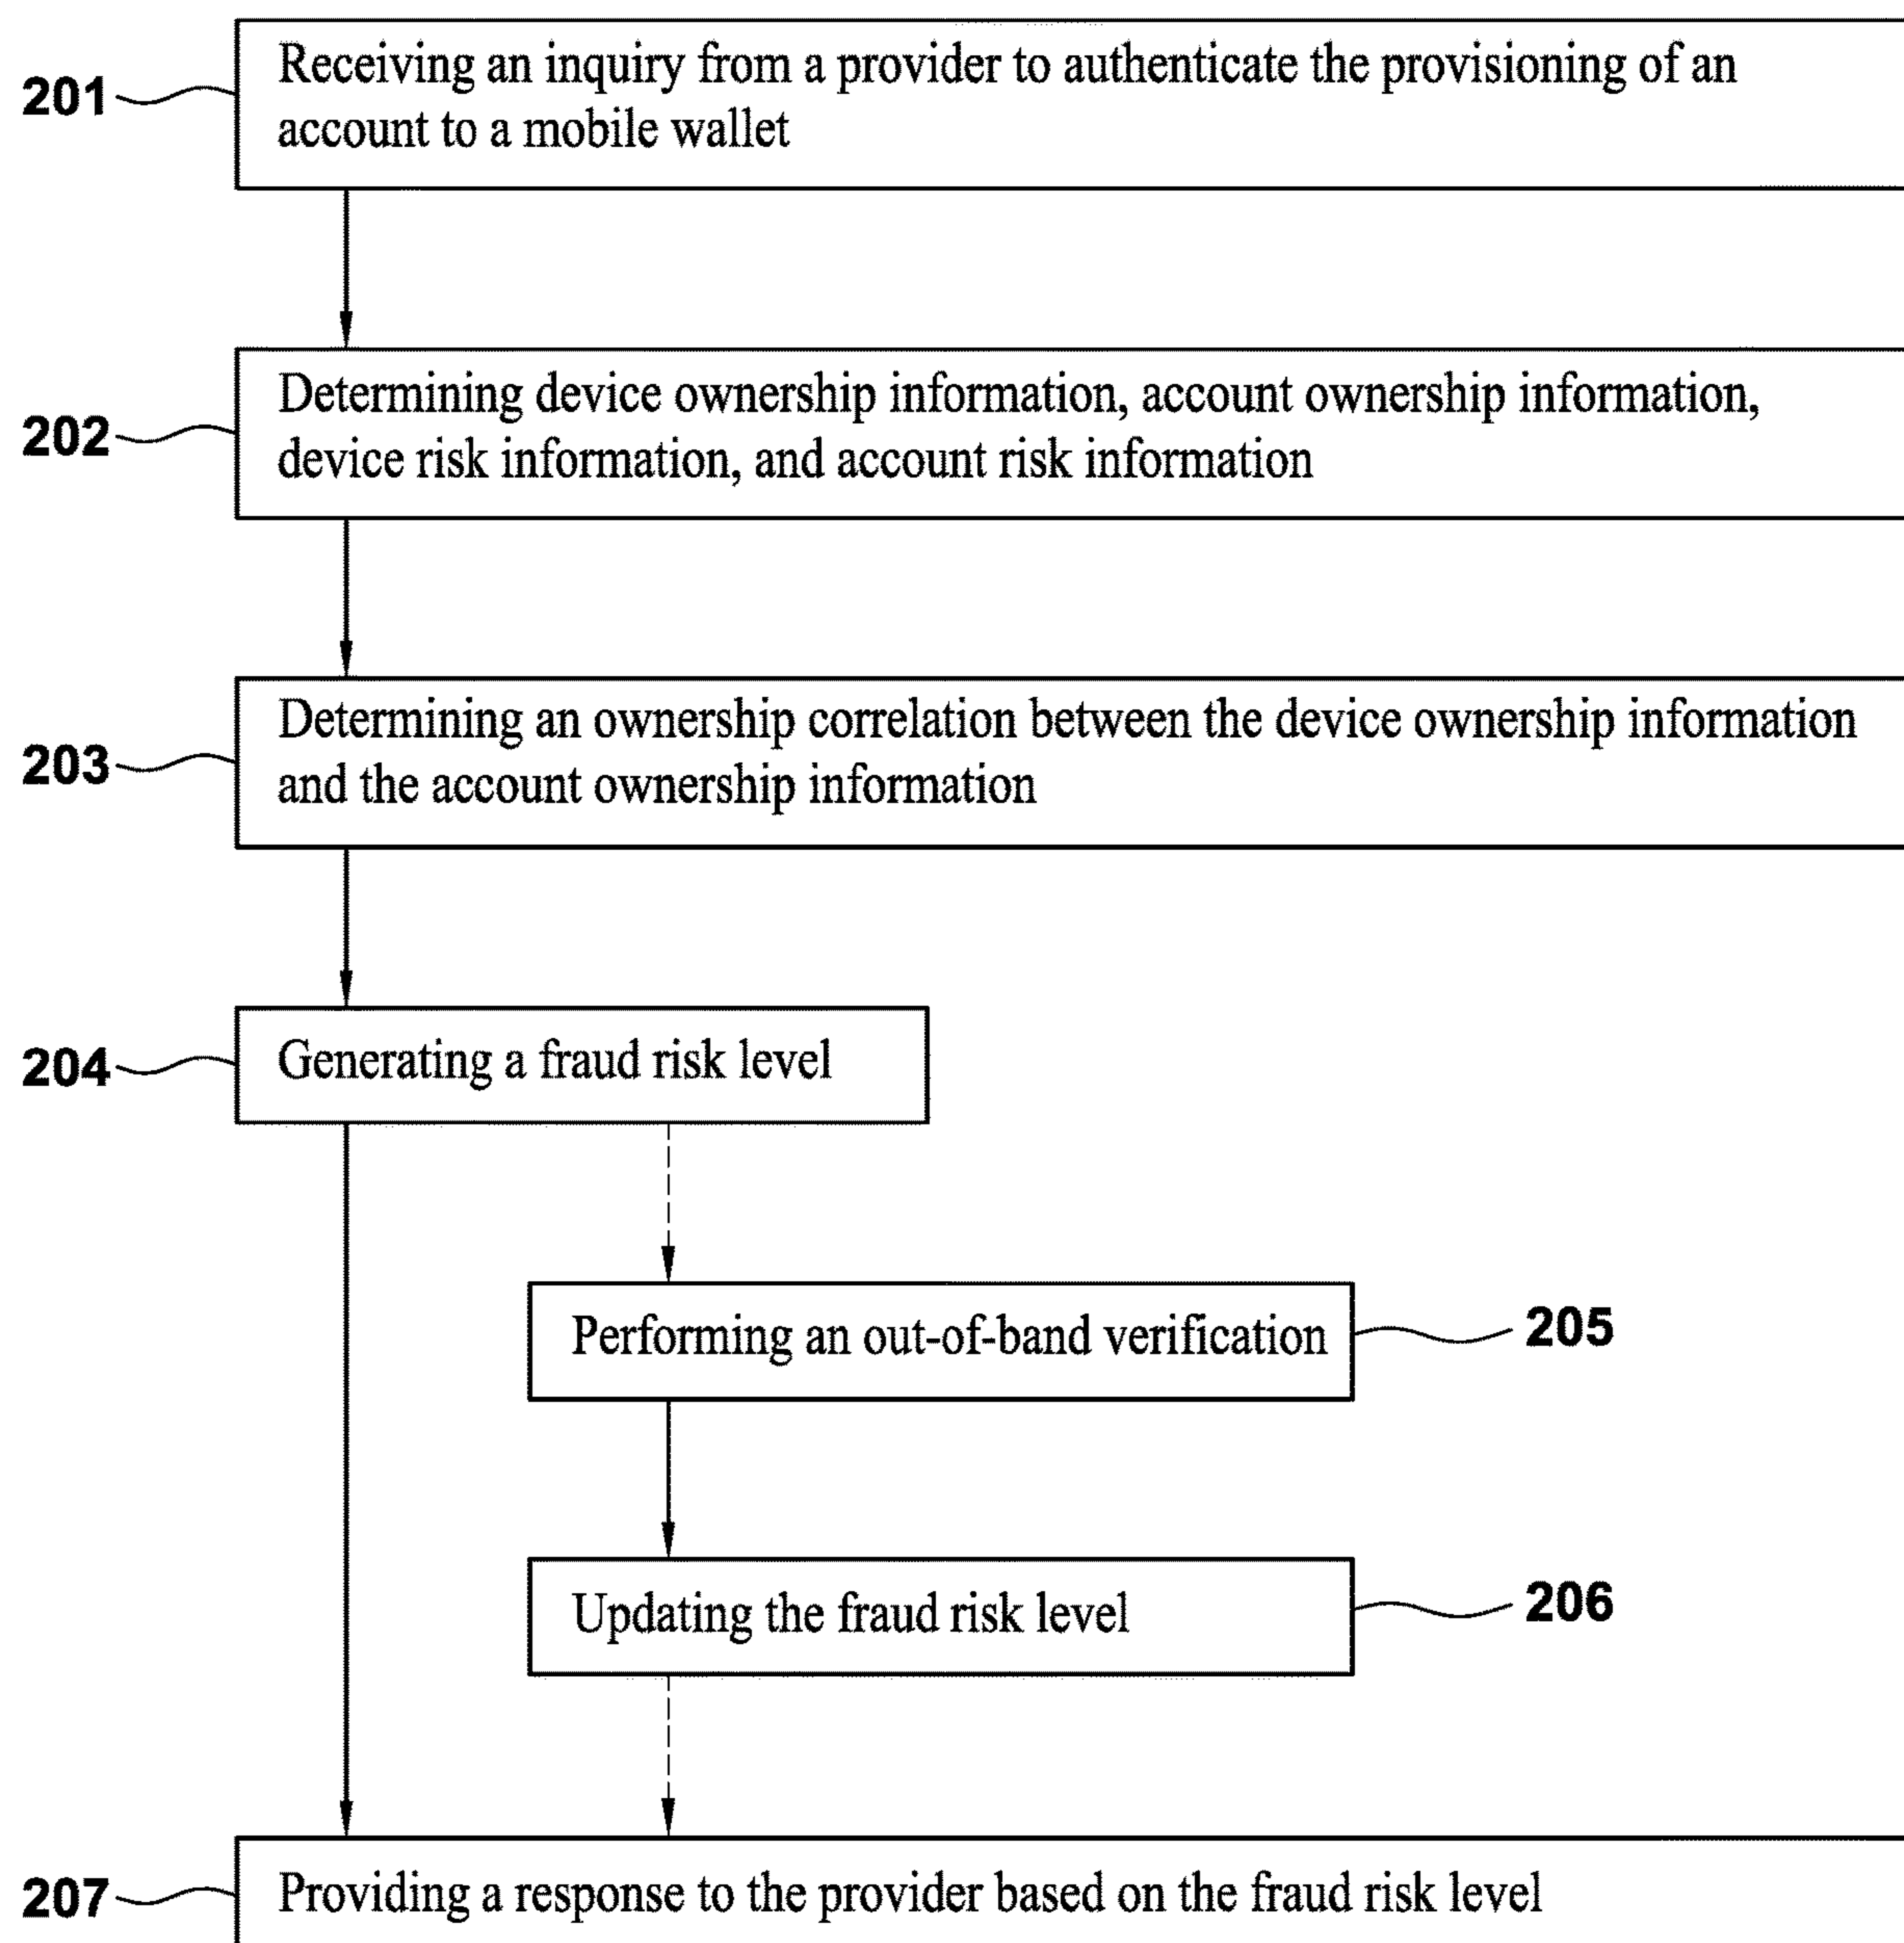 201
Receiving an inquiry from a provider to authenticate the provisioning of an
account to a mobile wallet
202
Determining device ownership information, account ownership information,
device risk information, and account risk information
203
Determining an ownership correlation between the device ownership information
and the account ownership information
204
Generating a fraud risk level
Performing an out-of-band verification
205
Updating the fraud risk level
206
207
Providing a response to the provider based on the fraud risk level